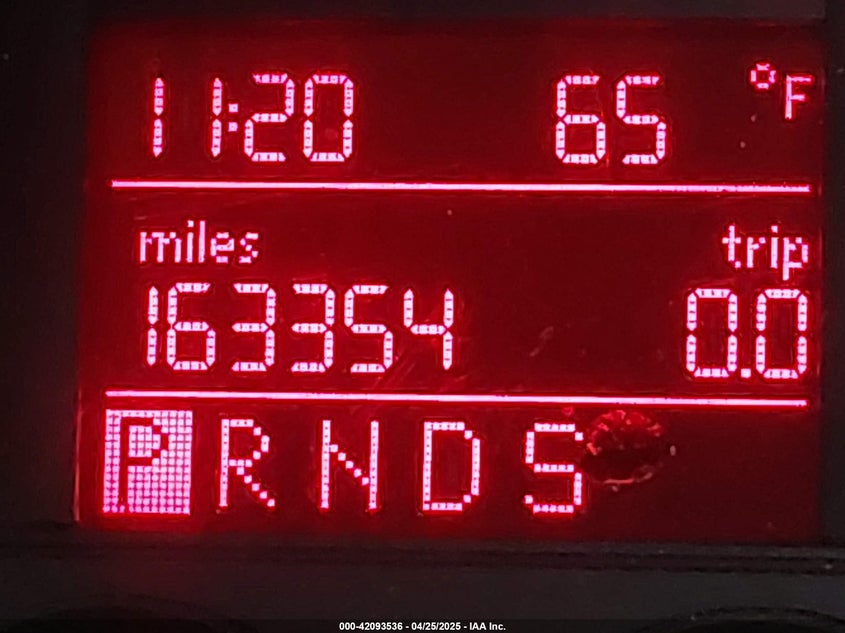 11:20 65 °F
miles trip
163354 0.0
P R N D S
000-42093536 - 04/25/2025 - IAA Inc.